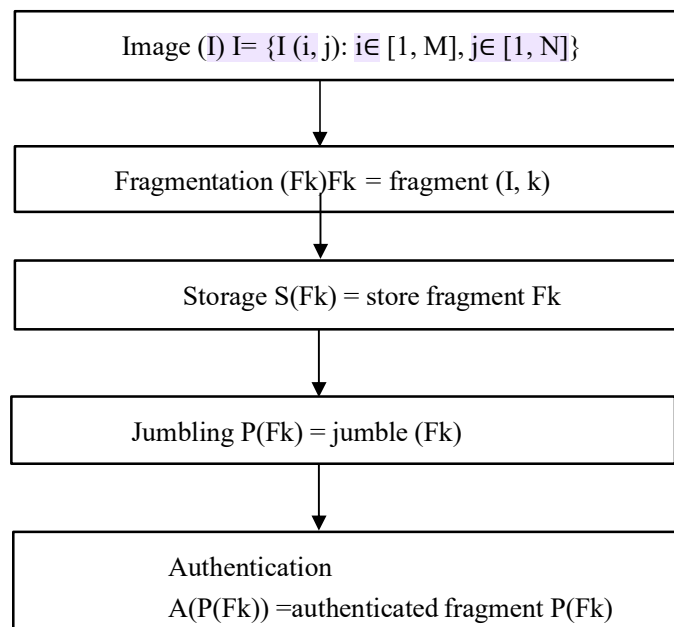 Image (I) I= {I (i, j): i∈ [1, M], j∈ [1, N]}
Fragmentation (Fk)Fk = fragment (I, k)
Storage S(Fk) = store fragment Fk
Jumbling P(Fk) = jumble (Fk)
Authentication
A(P(Fk)) =authenticated fragment P(Fk)